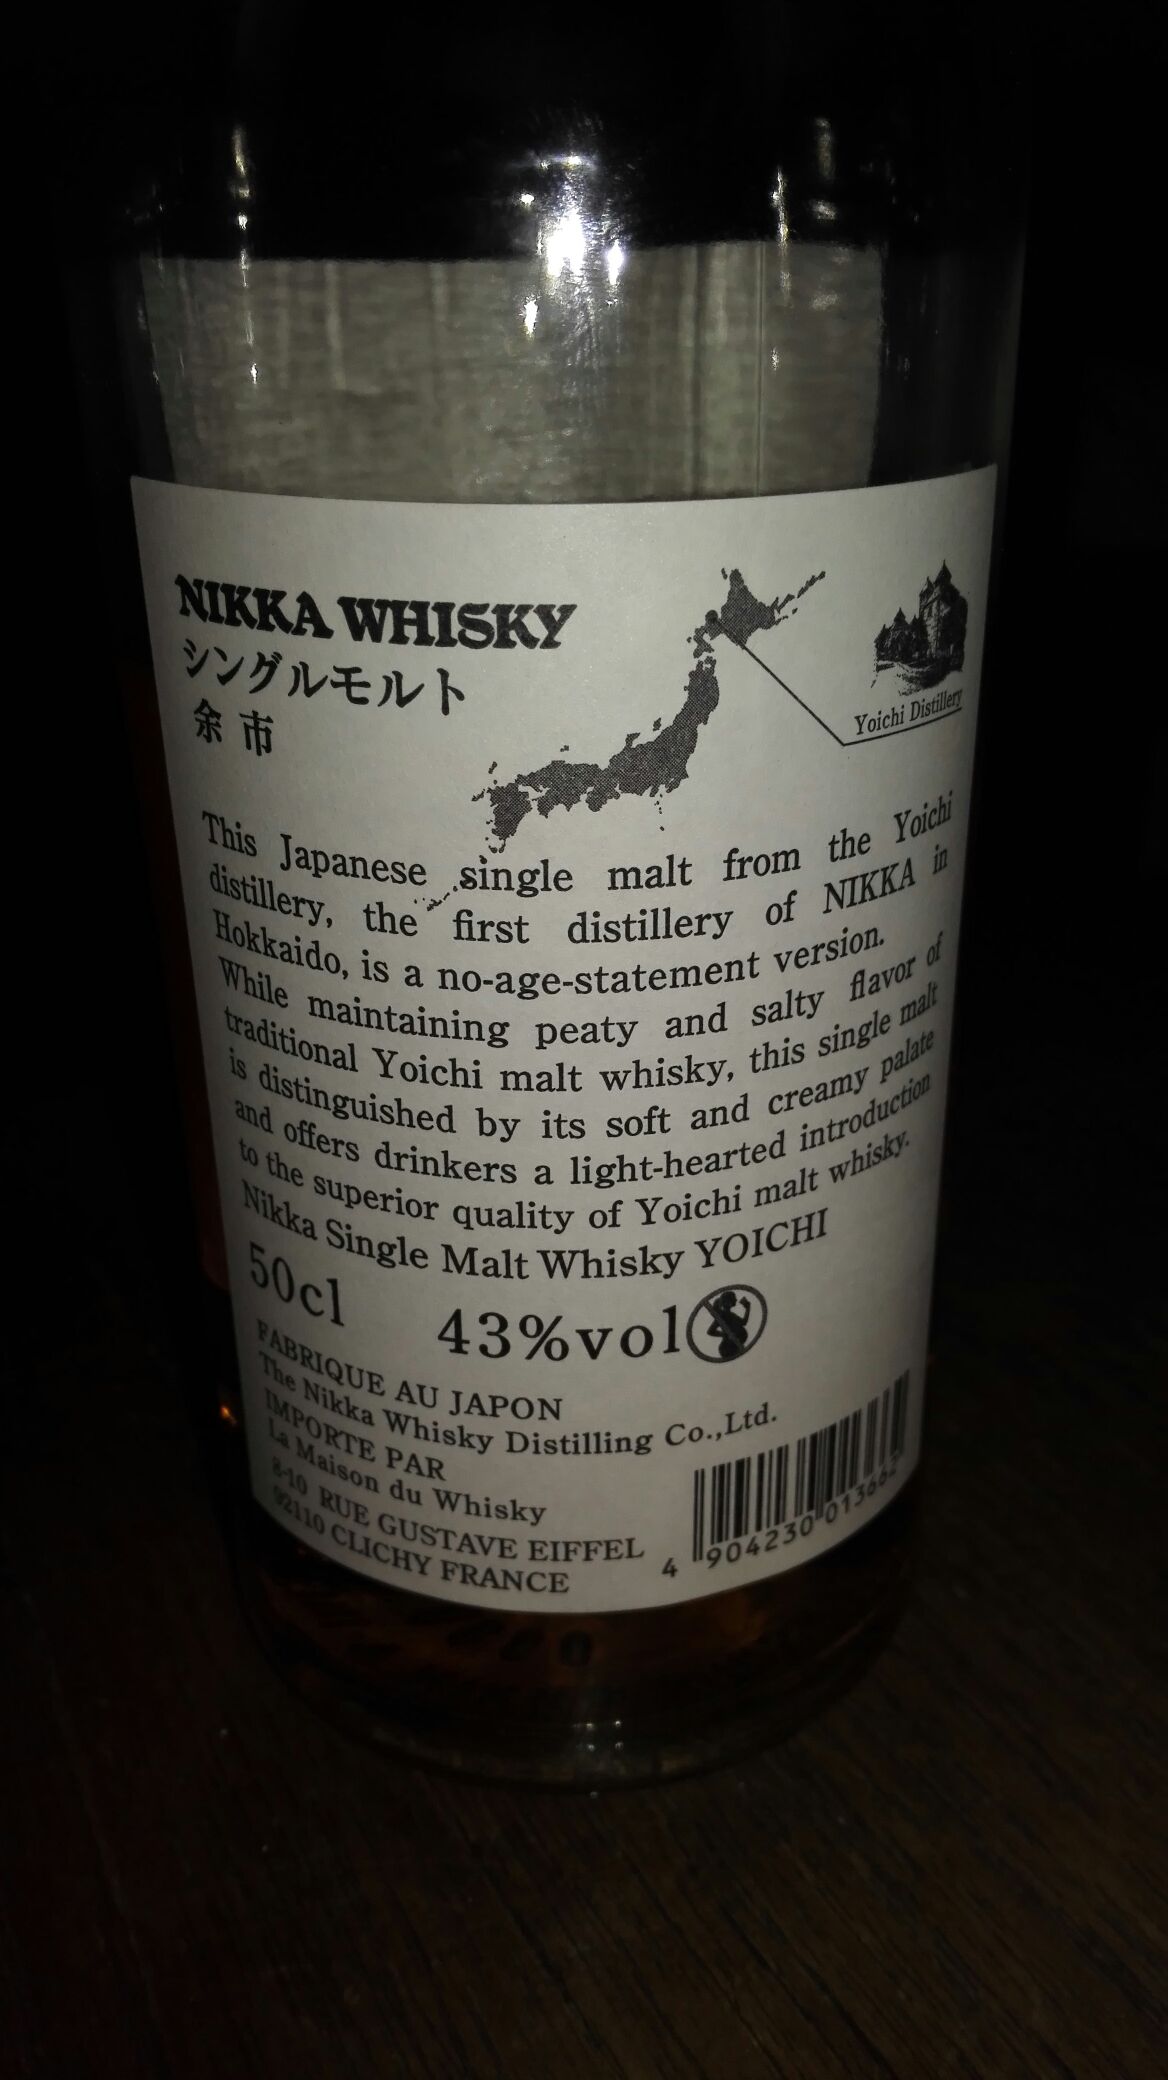 NIKKA WHISKY
シングルモルト
余市
Yoichi Distillery
This Japanese single malt from the Yoichi
distillery, the first distillery of NIKKA in
Hokkaido, is a no-age-statement version.
While maintaining peaty and salty flavor of
traditional Yoichi malt whisky, this single malt
is distinguished by its soft and creamy palate
and offers drinkers a light-hearted introduction
to the superior quality of Yoichi malt whisky.
Nikka Single Malt Whisky YOICHI
50cl 43%vol
FABRIQUE AU JAPON
The Nikka Whisky Distilling Co.,Ltd.
IMPORTE PAR
La Maison du Whisky
8-10 RUE GUSTAVE EIFFEL
92110 CLICHY FRANCE
4 904230 013662